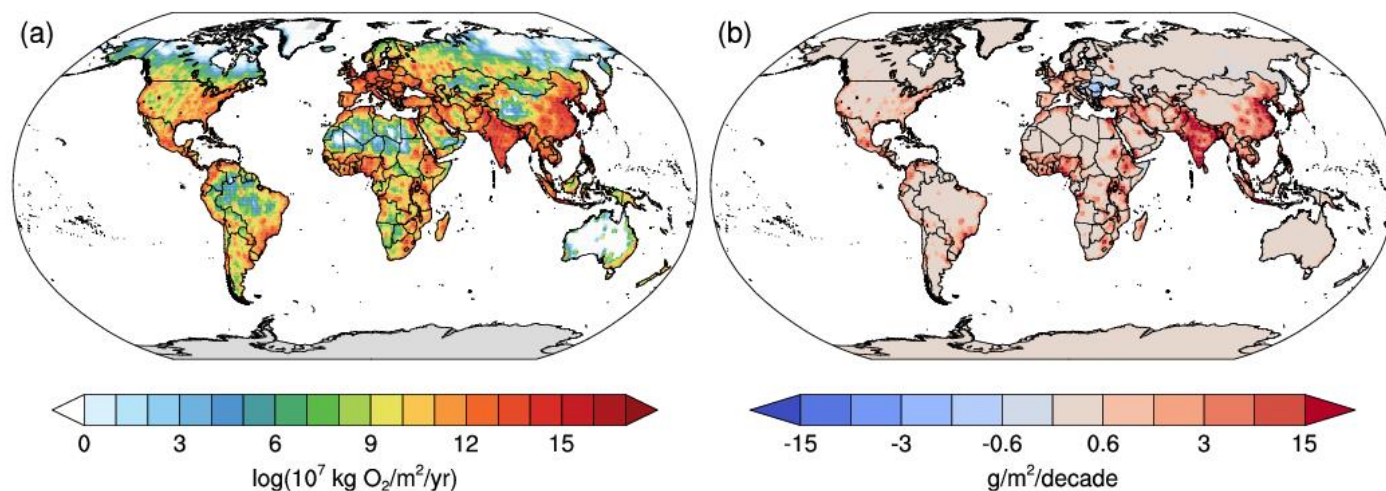 (a)
(b)
0 3 6 9 12 15
log(10⁷ kg O₂/m²/yr)
-15 -3 -0.6 0.6 3 15
g/m²/decade